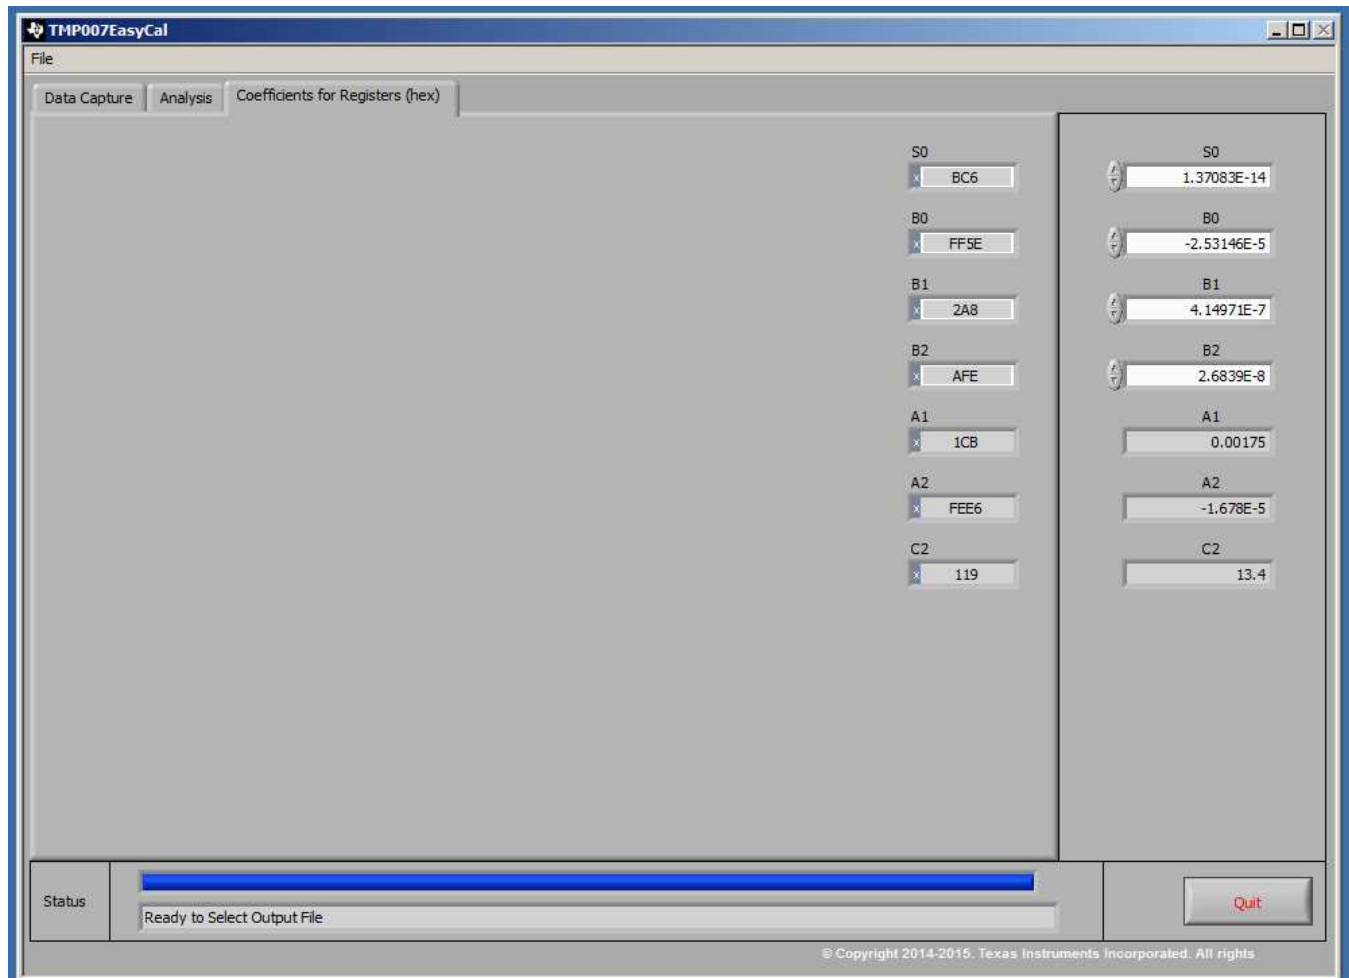 TMP007EasyCal
File
Data Capture Analysis Coefficients for Registers (hex)
S0 S0
x BC6 1.37083E-14
B0 B0
x FF5E -2.53146E-5
B1 B1
x 2A8 4.14971E-7
B2 B2
x AFE 2.6839E-8
A1 A1
x 1CB 0.00175
A2 A2
x FEE6 -1.678E-5
C2 C2
x 119 13.4
Status
Ready to Select Output File
Quit
© Copyright 2014-2015. Texas Instruments Incorporated. All rights